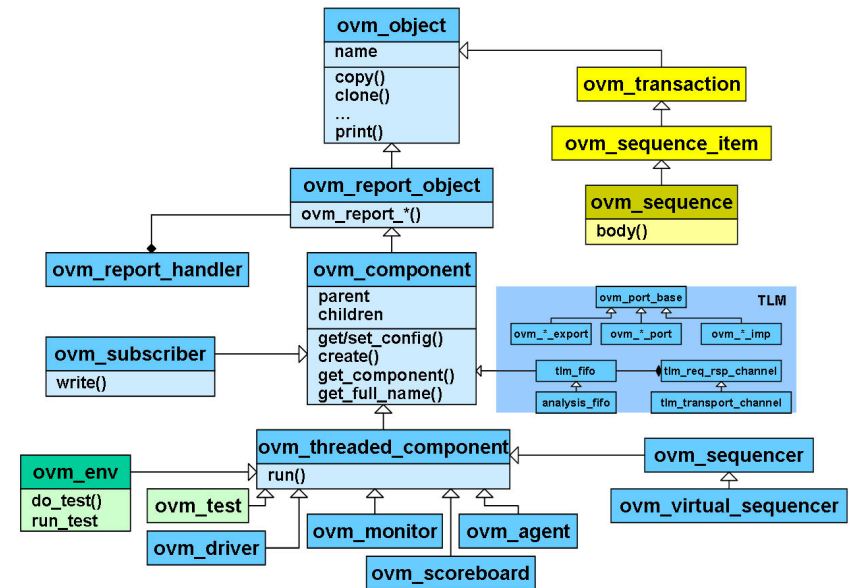 ovm_object
name
copy()
clone()
...
print()
ovm_transaction
ovm_sequence_item
ovm_sequence
body()
ovm_report_object
ovm_report_*()
ovm_report_handler
ovm_component
parent
children
get/set_config()
create()
get_component()
get_full_name()
ovm_subscriber
write()
TLM
ovm_port_base
ovm_*_export
ovm_*_port
ovm_*_imp
tlm_fifo
tlm_req_rsp_channel
analysis_fifo
tlm_transport_channel
ovm_threaded_component
run()
ovm_env
do_test()
run_test
ovm_test
ovm_driver
ovm_monitor
ovm_agent
ovm_scoreboard
ovm_sequencer
ovm_virtual_sequencer